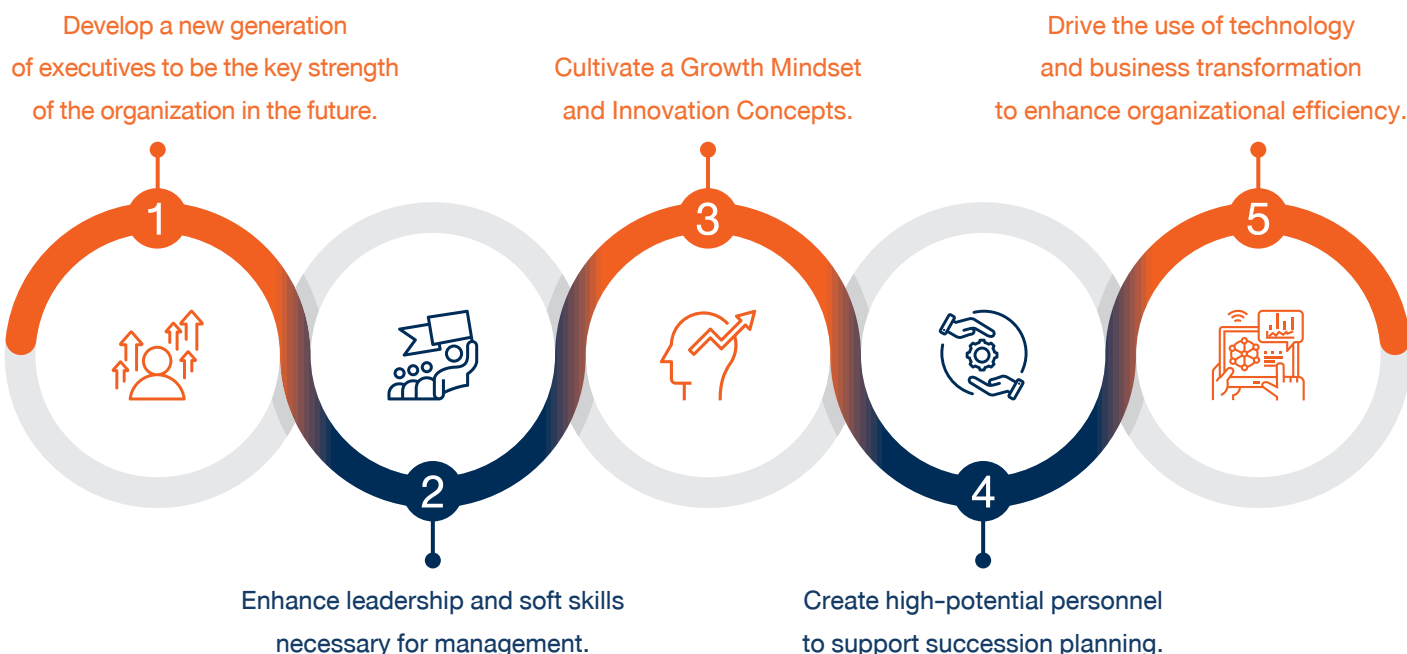 Develop a new generation
of executives to be the key strength
of the organization in the future.
1
Enhance leadership and soft skills
necessary for management.
2
Cultivate a Growth Mindset
and Innovation Concepts.
3
Create high-potential personnel
to support succession planning.
4
Drive the use of technology
and business transformation
to enhance organizational efficiency.
5